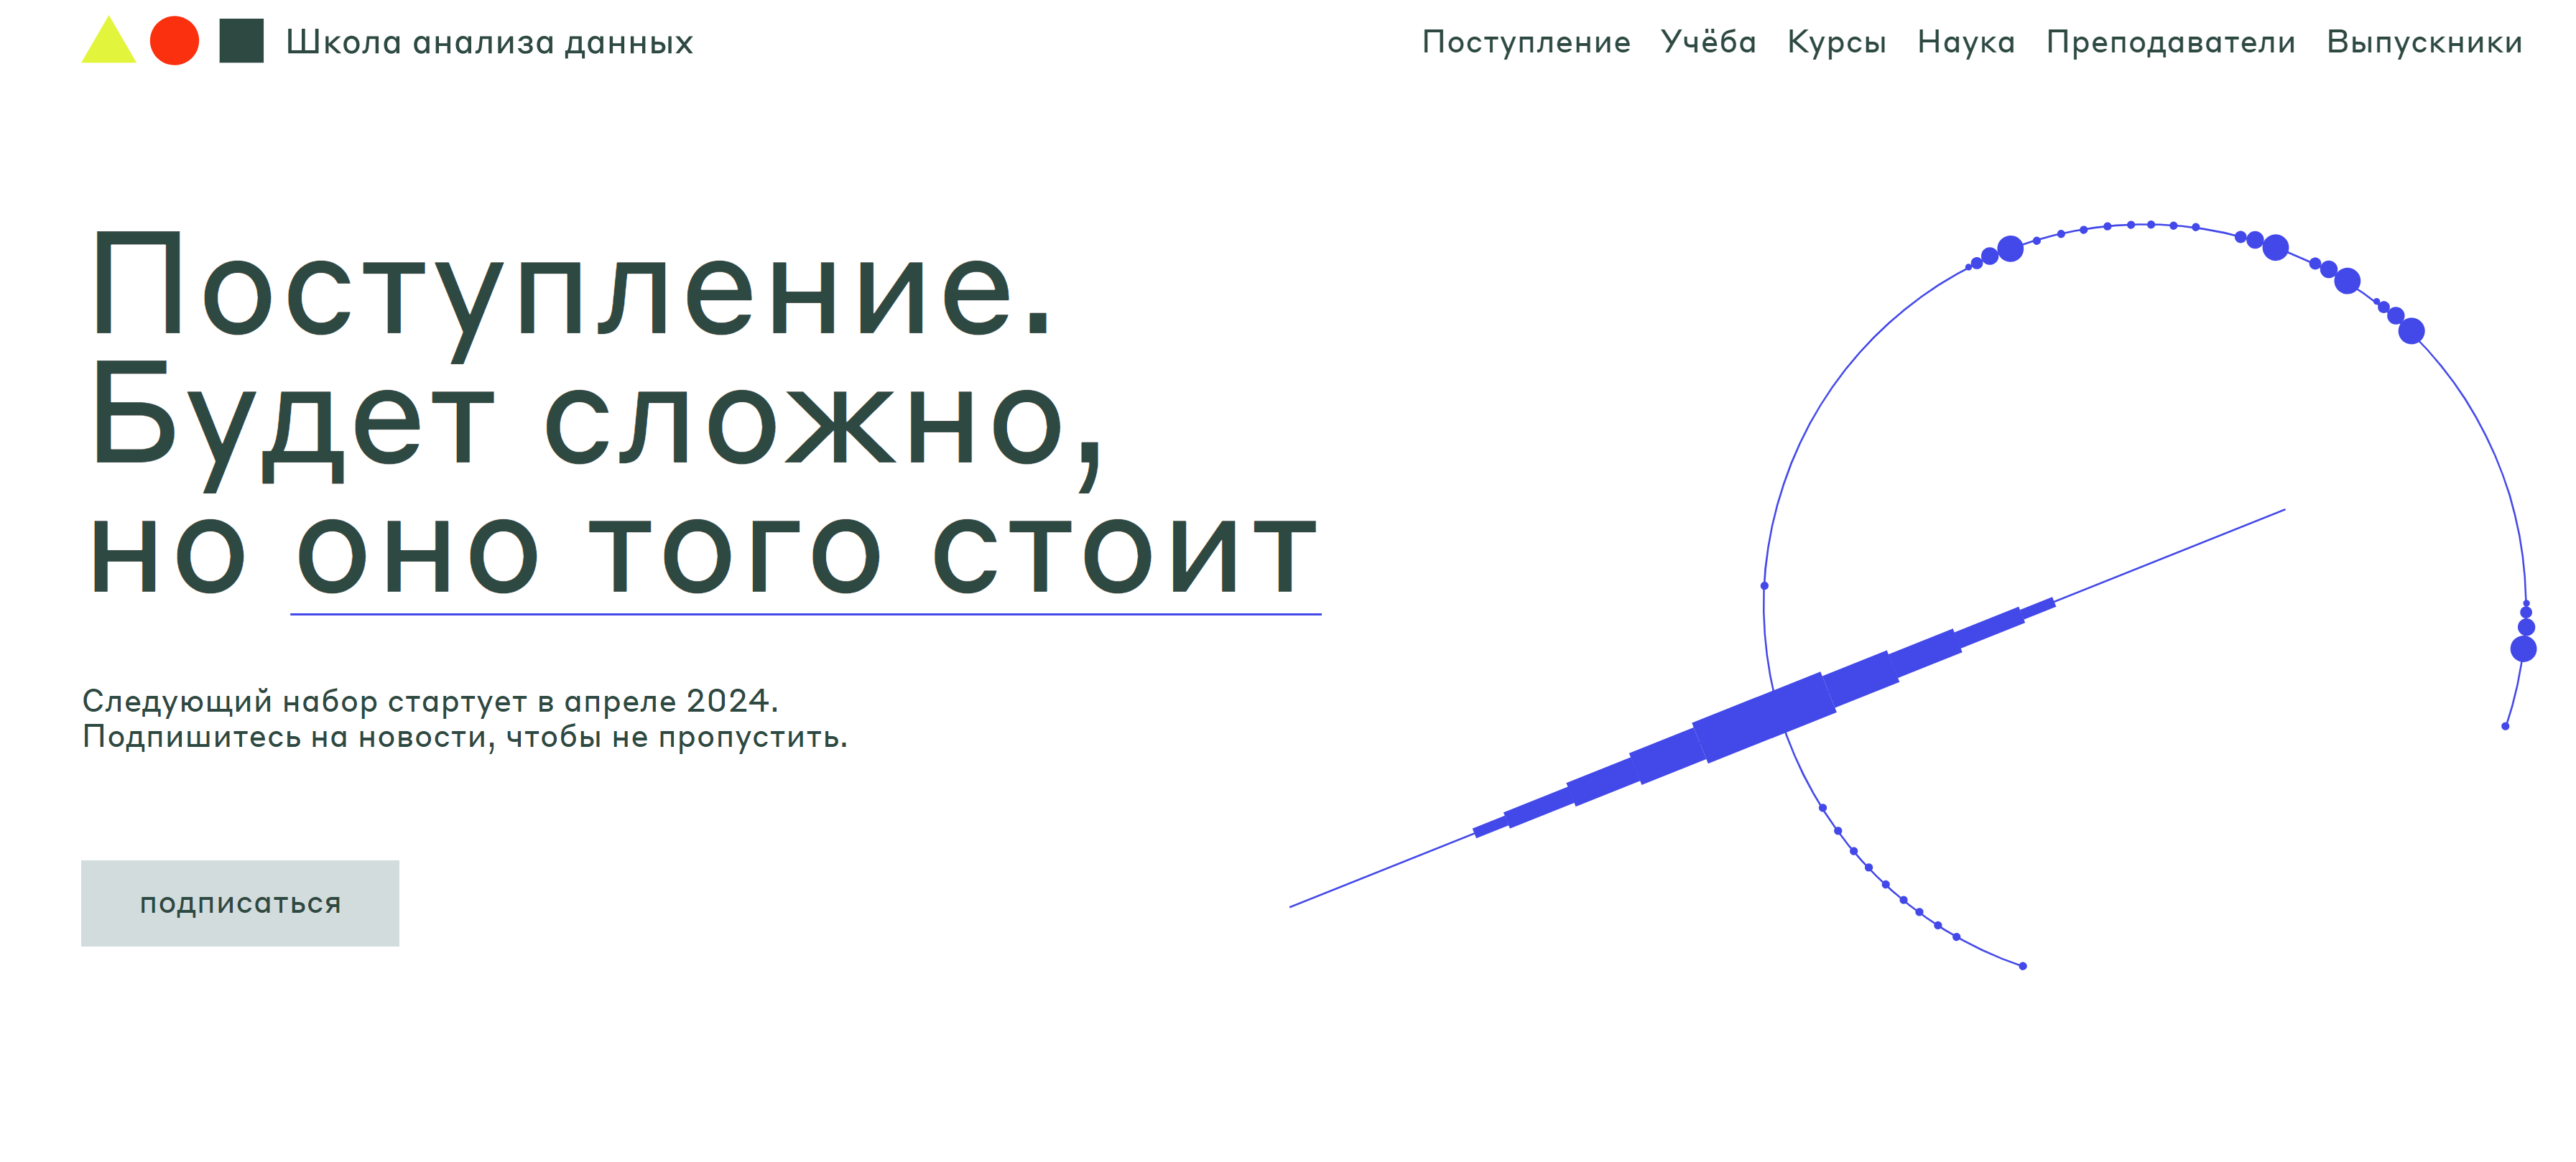 Школа анализа данных
Поступление Учёба Курсы Наука Преподаватели Выпускники
Поступление.
Будет сложно,
но оно того стоит
Следующий набор стартует в апреле 2024.
Подпишитесь на новости, чтобы не пропустить.
подписаться